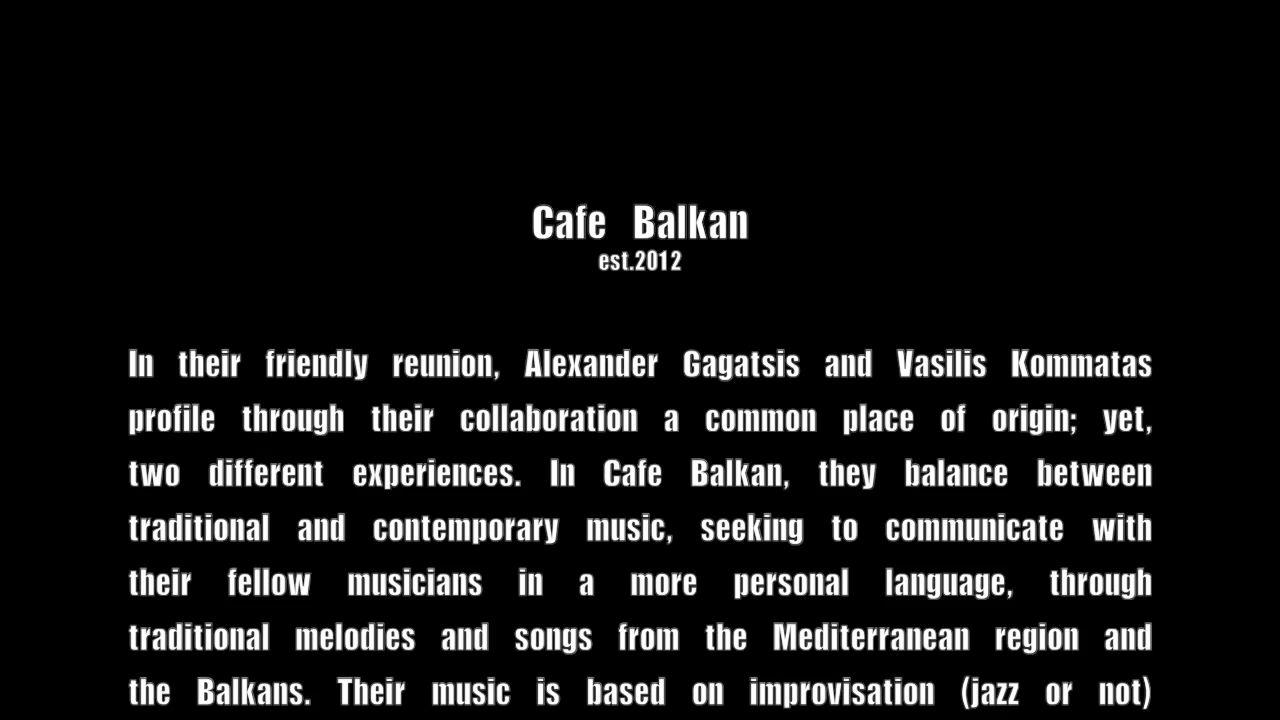 Cafe Balkan
est.2012
In their friendly reunion, Alexander Gagatsis and Vasilis Kommatas
profile through their collaboration a common place of origin; yet,
two different experiences. In Cafe Balkan, they balance between
traditional and contemporary music, seeking to communicate with
their fellow musicians in a more personal language, through
traditional melodies and songs from the Mediterranean region and
the Balkans. Their music is based on improvisation (jazz or not)